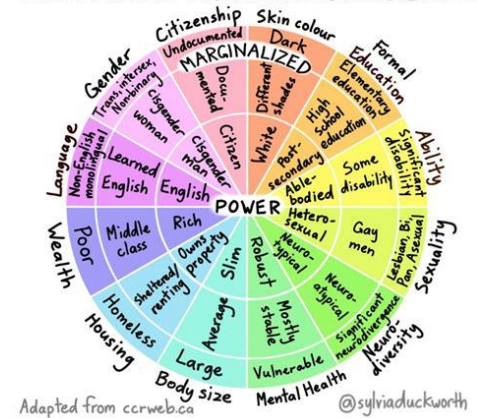 Citizenship
Undocumented
Docu-
mented
Citizen
Skin colour
Dark
Different
shades
White
Formal
Education
Elementary
education
High
School
education
Post-
secondary
Ability
Significant
disability
Some
disability
Able-
bodied
Sexuality
Lesbian, Bi,
Pan, Asexual
Gay
men
Hetero-
sexual
Neuro-
diversity
Significant
neurodivergence
Neuro-
atypical
Neuro-
typical
Mental Health
Vulnerable
Mostly
stable
Robust
Body size
Large
Average
Slim
Housing
Homeless
Sheltered/
renting
Owns
property
Wealth
Poor
Middle
class
Rich
Language
Non-English
monolingual
Learned
English
English
Gender
Trans, intersex,
Nonbinary
Cisgender
woman
Cisgender
man
MARGINALIZED
POWER
Adapted from ccrweb.ca
@sylviaduckworth